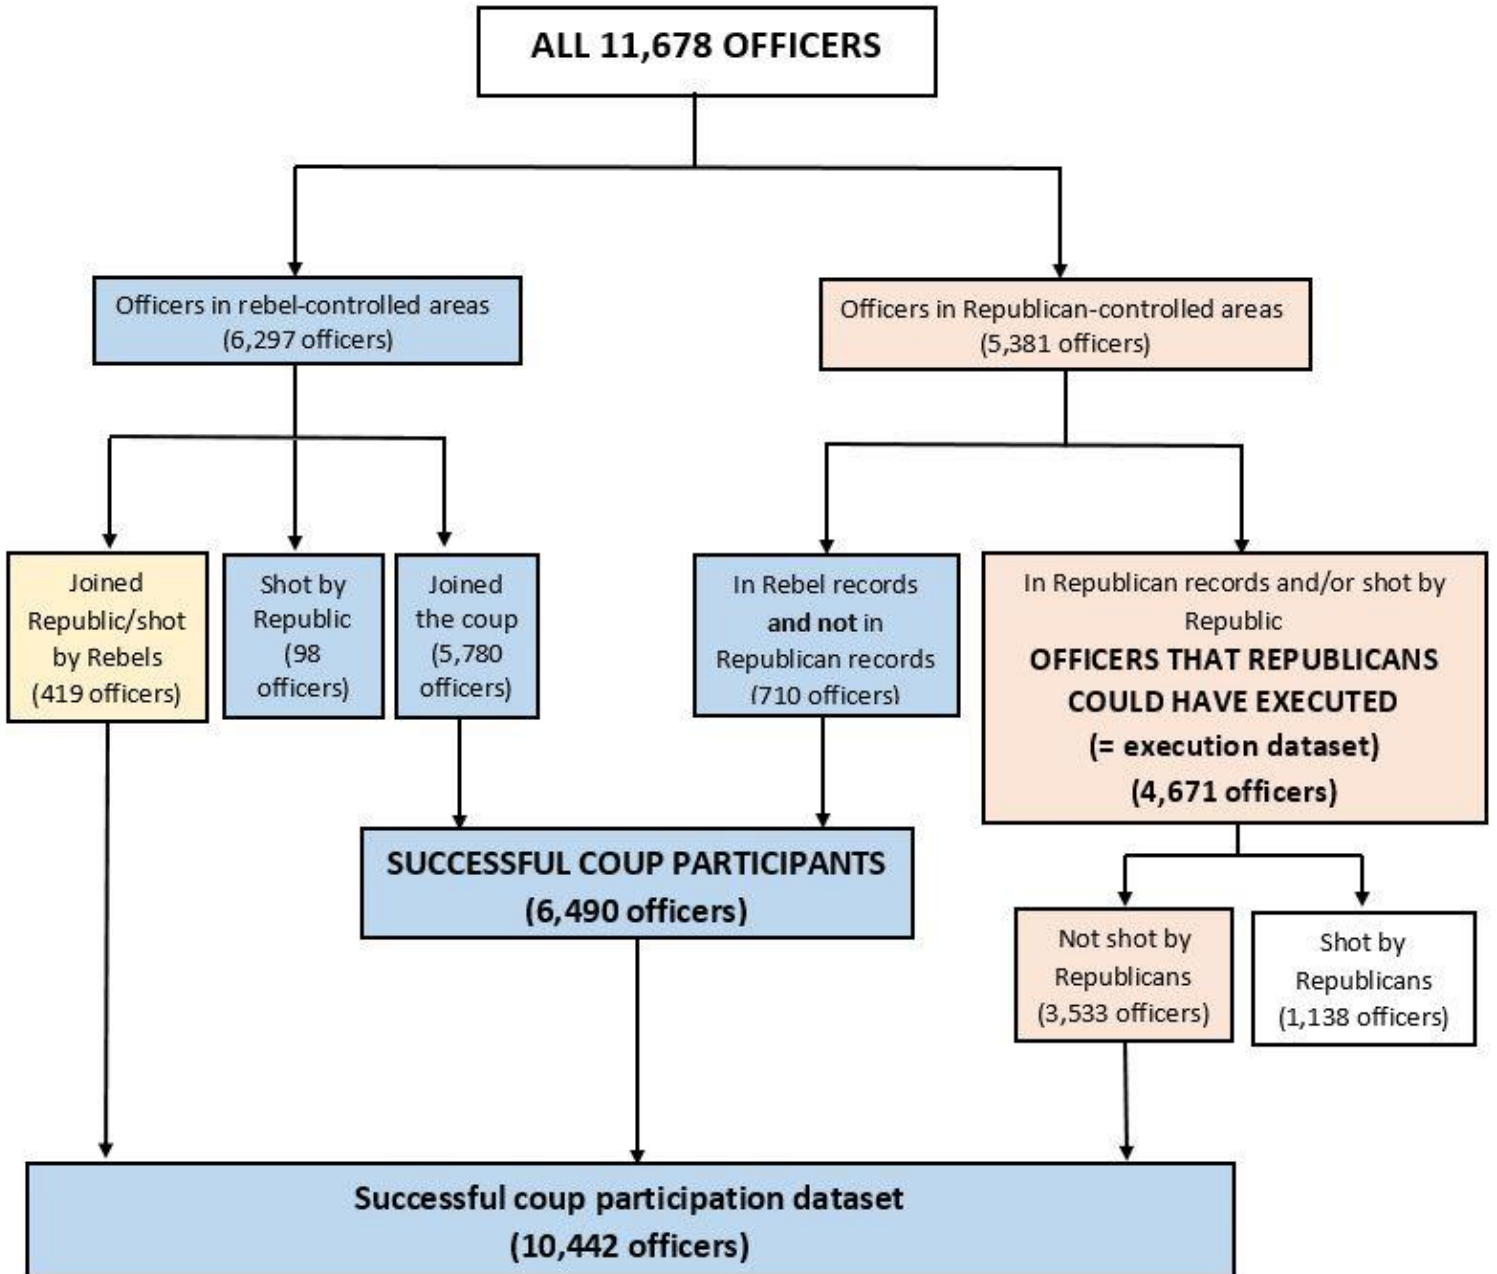 ALL 11,678 OFFICERS
Officers in rebel-controlled areas
(6,297 officers)
Officers in Republican-controlled areas
(5,381 officers)
Joined
Republic/shot
by Rebels
(419 officers)
Shot by
Republic
(98
officers)
Joined
the coup
(5,780
officers)
In Rebel records
and not in
Republican records
(710 officers)
In Republican records and/or shot by
Republic
OFFICERS THAT REPUBLICANS
COULD HAVE EXECUTED
(= execution dataset)
(4,671 officers)
SUCCESSFUL COUP PARTICIPANTS
(6,490 officers)
Not shot by
Republicans
(3,533 officers)
Shot by
Republicans
(1,138 officers)
Successful coup participation dataset
(10,442 officers)